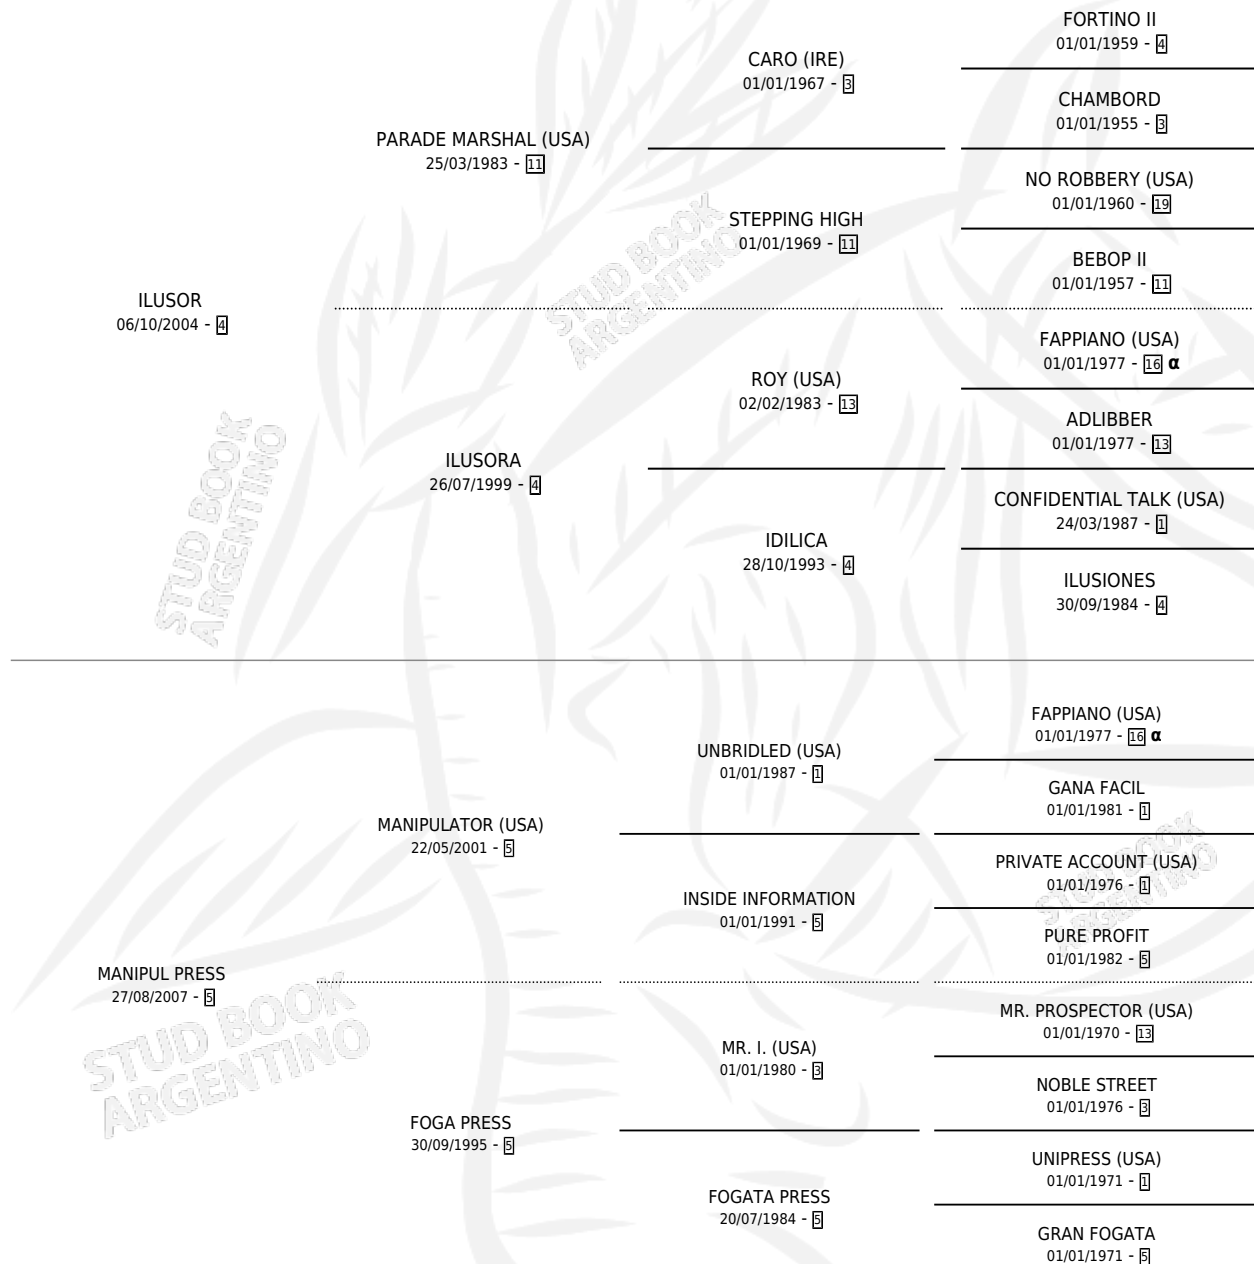 FORTINO II
01/01/1959 - 4
CARO (IRE)
01/01/1967 - 3
CHAMBORD
01/01/1955 - 3
PARADE MARSHAL (USA)
25/03/1983 - 11
NO ROBBERY (USA)
01/01/1960 - 19
STEPPING HIGH
01/01/1969 - 11
BEBOP II
01/01/1957 - 11
ILUSOR
06/10/2004 - 4
FAPPIANO (USA)
01/01/1977 - 16 α
ROY (USA)
02/02/1983 - 13
ADLIBBER
01/01/1977 - 13
ILUSORA
26/07/1999 - 4
CONFIDENTIAL TALK (USA)
24/03/1987 - 1
IDILICA
28/10/1993 - 4
ILUSIONES
30/09/1984 - 4
FAPPIANO (USA)
01/01/1977 - 16 α
UNBRIDLED (USA)
01/01/1987 - 1
GANA FACIL
01/01/1981 - 1
MANIPULATOR (USA)
22/05/2001 - 5
PRIVATE ACCOUNT (USA)
01/01/1976 - 1
INSIDE INFORMATION
01/01/1991 - 5
PURE PROFIT
01/01/1982 - 5
MANIPUL PRESS
27/08/2007 - 5
MR. PROSPECTOR (USA)
01/01/1970 - 13
MR. I. (USA)
01/01/1980 - 3
NOBLE STREET
01/01/1976 - 3
FOGA PRESS
30/09/1995 - 5
UNIPRESS (USA)
01/01/1971 - 1
FOGATA PRESS
20/07/1984 - 5
GRAN FOGATA
01/01/1971 - 5
STUD BOOK
ARGENTINO
STUD BOOK
ARGENTINO
STUD BOOK
ARGENTINO
STUD BOOK
ARGENTINO